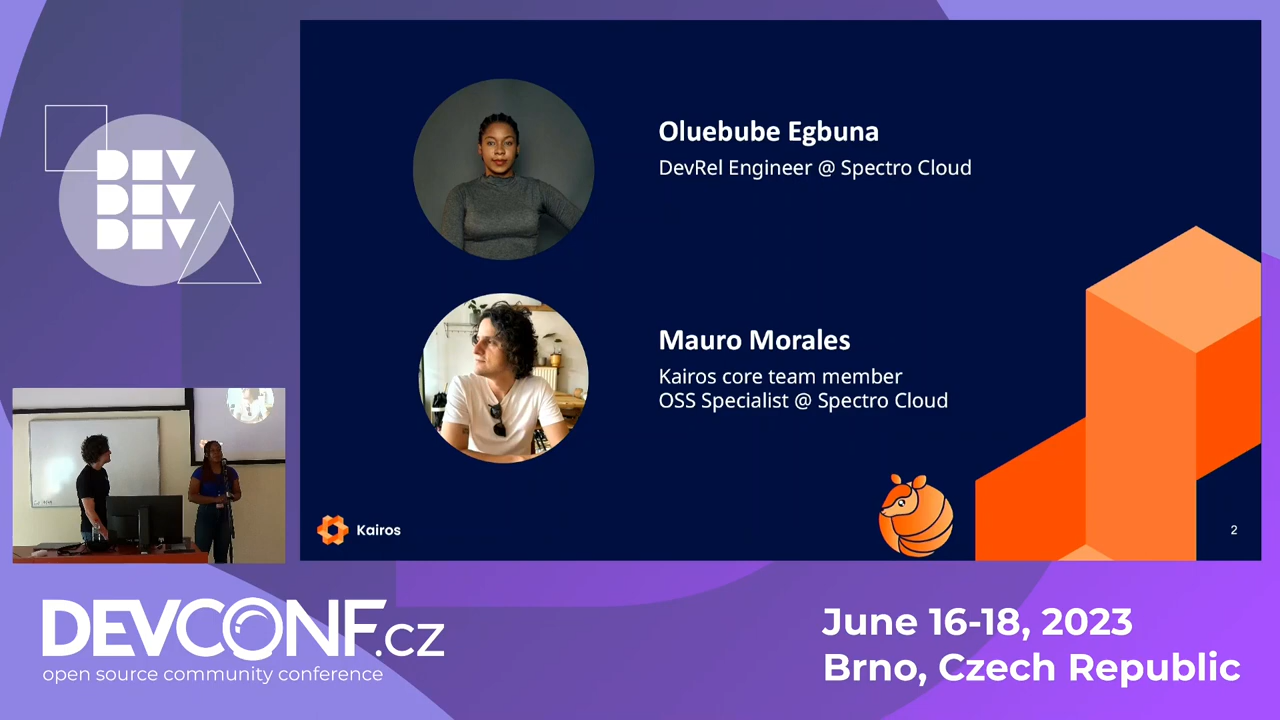 DEV
DEV
DEV
Oluebube Egbuna
DevRel Engineer @ Spectro Cloud
Mauro Morales
Kairos core team member
OSS Specialist @ Spectro Cloud
Kairos
2
DEVCONF.cz
open source community conference
June 16-18, 2023
Brno, Czech Republic